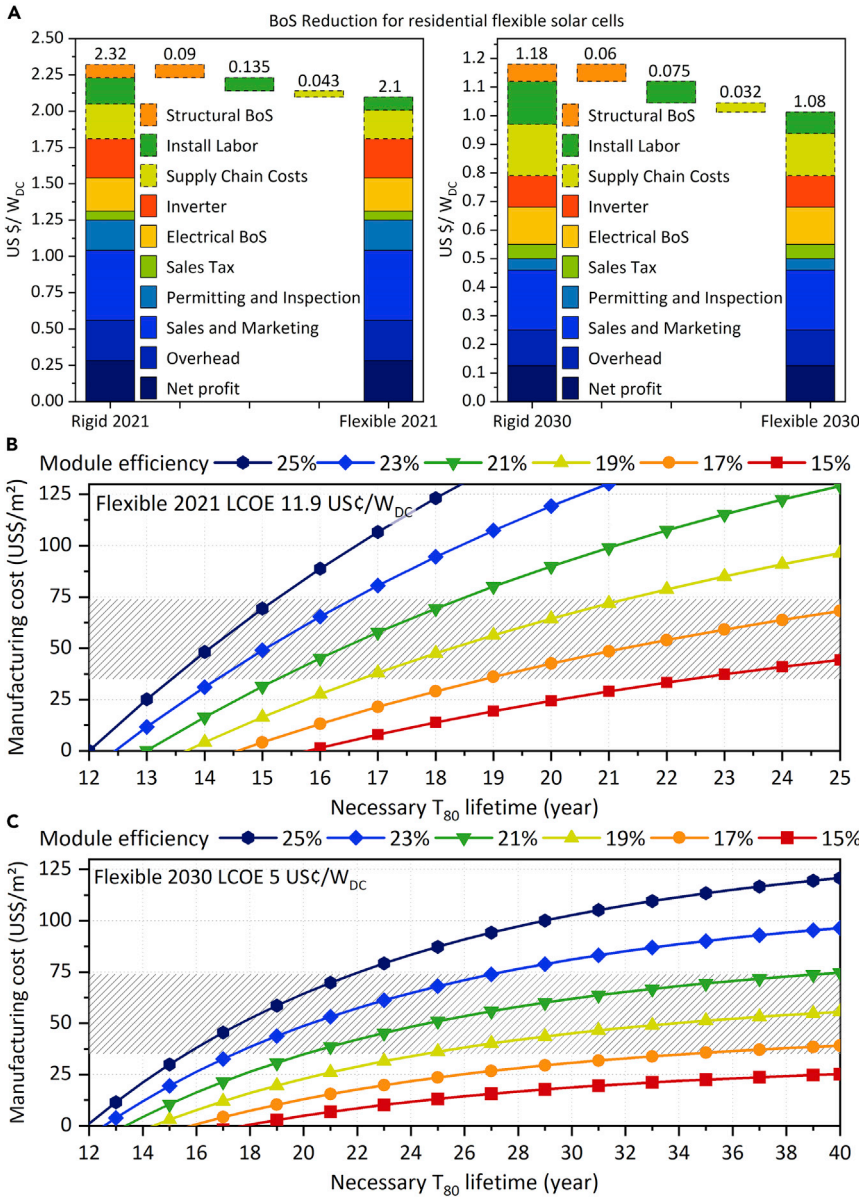 A
BoS Reduction for residential flexible solar cells
2.50
2.25
2.00
1.75
1.50
1.25
1.00
0.75
0.50
0.25
0.00
US $/ W_DC
2.32
0.09
0.135
0.043
2.1
Structural BoS
Install Labor
Supply Chain Costs
Inverter
Electrical BoS
Sales Tax
Permitting and Inspection
Sales and Marketing
Overhead
Net profit
Rigid 2021
Flexible 2021
1.2
1.1
1.0
0.9
0.8
0.7
0.6
0.5
0.4
0.3
0.2
0.1
0.0
US $/ W_DC
1.18
0.06
0.075
0.032
1.08
Structural BoS
Install Labor
Supply Chain Costs
Inverter
Electrical BoS
Sales Tax
Permitting and Inspection
Sales and Marketing
Overhead
Net profit
Rigid 2030
Flexible 2030
B
Module efficiency 25% 23% 21% 19% 17% 15%
Flexible 2021 LCOE 11.9 US¢/W_DC
Manufacturing cost (US$/m²)
125
100
75
50
25
0
12 13 14 15 16 17 18 19 20 21 22 23 24 25
Necessary T_80 lifetime (year)
C
Module efficiency 25% 23% 21% 19% 17% 15%
Flexible 2030 LCOE 5 US¢/W_DC
Manufacturing cost (US$/m²)
125
100
75
50
25
0
12 14 16 18 20 22 24 26 28 30 32 34 36 38 40
Necessary T_80 lifetime (year)